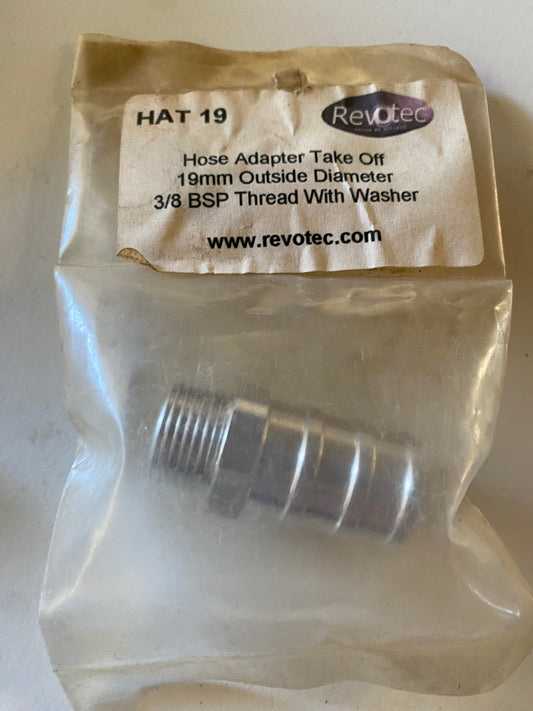 HAT 19
Revotec
Hose Adapter Take Off
19mm Outside Diameter
3/8 BSP Thread With Washer
www.revotec.com